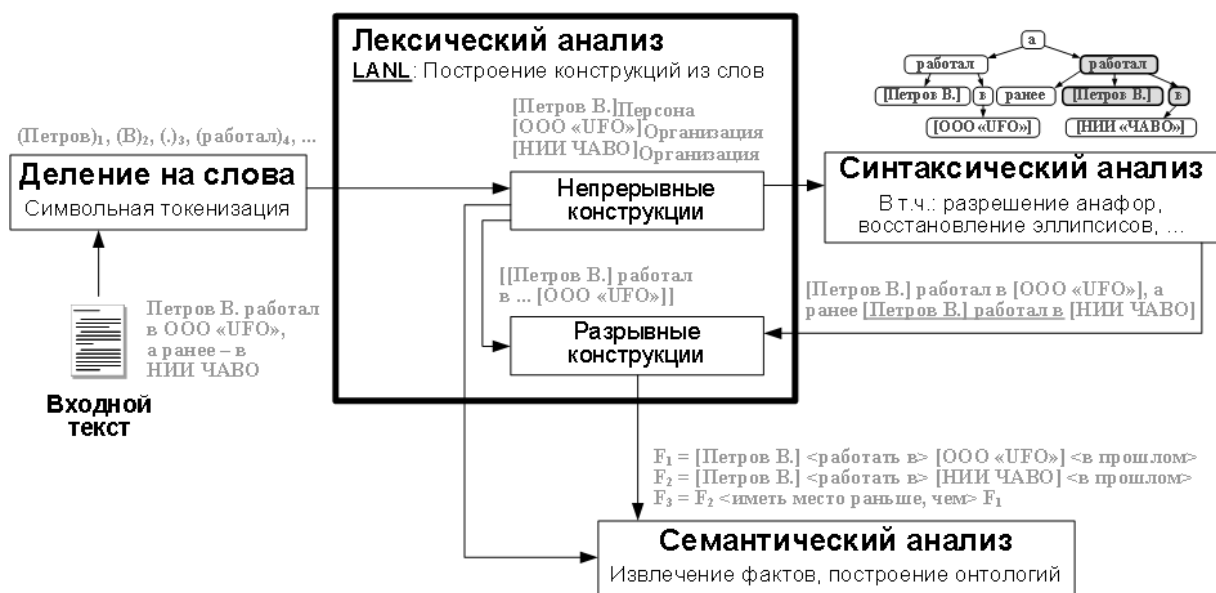 (Петров)₁, (В)₂, (.)₃, (работал)₄, ...
Деление на слова
Символьная токенизация
Петров В. работал
в ООО «UFO»,
а ранее – в
НИИ ЧАВО
Входной
текст
Лексический анализ
LANL: Построение конструкций из слов
[Петров В.]Персона
[ООО «UFO»]Организация
[НИИ ЧАВО]Организация
Непрерывные
конструкции
[[Петров В.] работал
в ... [ООО «UFO»]]
Разрывные
конструкции
а
работал работал
[Петров В.] в ранее [Петров В.] в
[ООО «UFO»] [НИИ «ЧАВО»]
Синтаксический анализ
В т.ч.: разрешение анафор,
восстановление эллипсисов, ...
[Петров В.] работал в [ООО «UFO»], а
ранее [Петров В.] работал в [НИИ ЧАВО]
F₁ = [Петров В.] <работать в> [ООО «UFO»] <в прошлом>
F₂ = [Петров В.] <работать в> [НИИ ЧАВО] <в прошлом>
F₃ = F₂ <иметь место раньше, чем> F₁
Семантический анализ
Извлечение фактов, построение онтологий